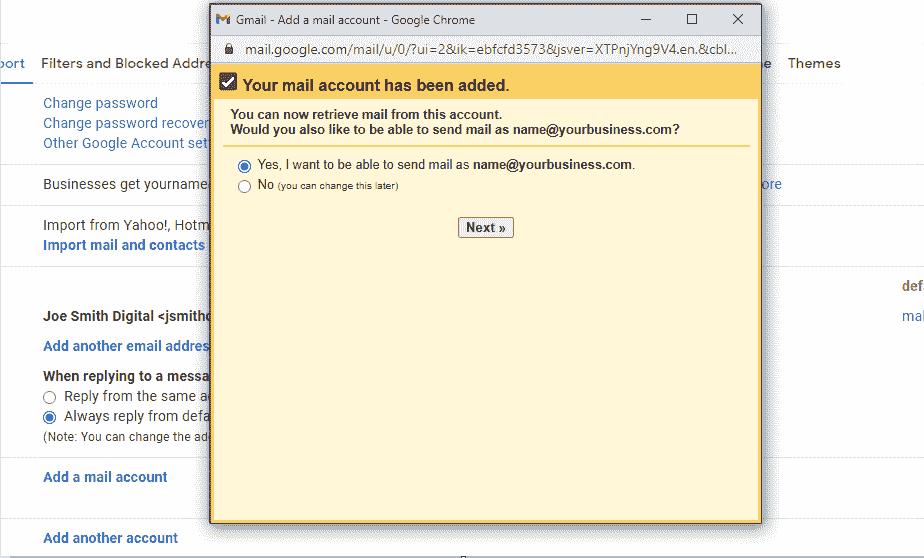 Gmail - Add a mail account - Google Chrome
mail.google.com/mail/u/0/?ui=2&ik=ebfcfd3573&jsver=XTPnjYng9V4.en.&cbl...
port Filters and Blocked Addre e Themes
Your mail account has been added.
Change password
Change password recover
Other Google Account set
You can now retrieve mail from this account.
Would you also like to be able to send mail as name@yourbusiness.com?
Yes, I want to be able to send mail as name@yourbusiness.com.
No (you can change this later)
Next »
Businesses get yourname ore
Import from Yahoo!, Hotm
Import mail and contacts
def
Joe Smith Digital <jsmithd mal
Add another email addres
When replying to a messa
Reply from the same ad
Always reply from defa
(Note: You can change the add
Add a mail account
Add another account